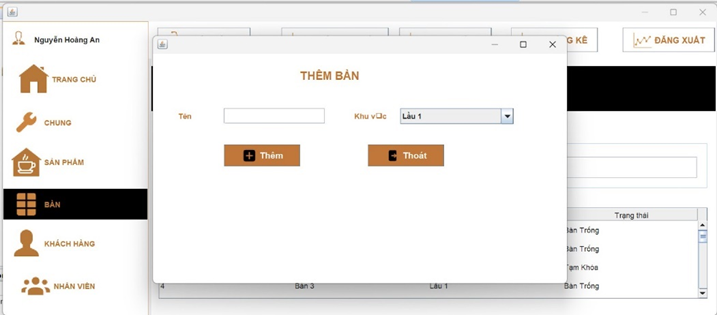 Nguyễn Hoàng An
TRANG CHỦ
CHUNG
SẢN PHẨM
BÀN
KHÁCH HÀNG
NHÂN VIÊN
NG KÊ
ĐĂNG XUẤT
THÊM BÀN
Tên
Khu v□c
Lầu 1
Thêm
Thoát
Trạng thái
Bàn Trống
Bàn Trống
Tạm Khóa
4 Bàn 3 Lầu 1 Bàn Trống